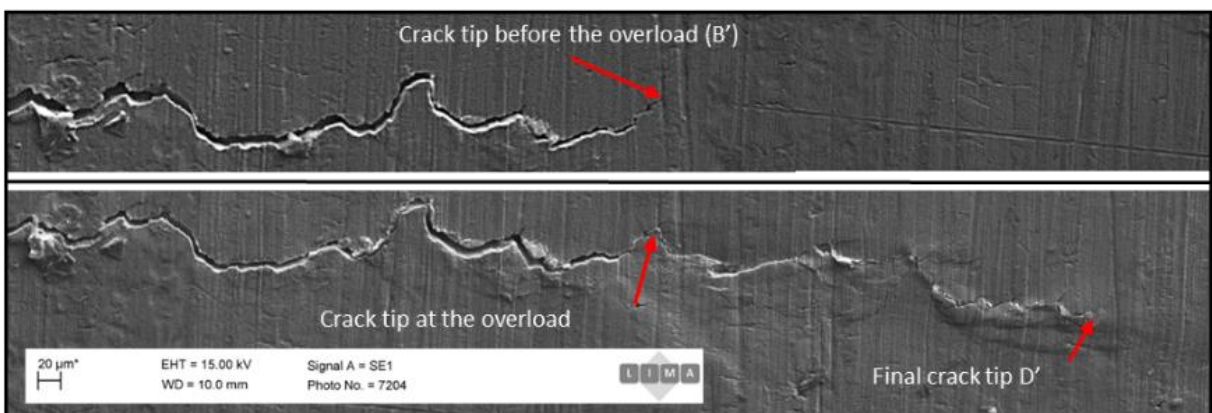 Crack tip before the overload (B’)
Crack tip at the overload
Final crack tip D’
20 µm*
EHT = 15.00 kV
Signal A = SE1
WD = 10.0 mm
Photo No. = 7204
L I M A